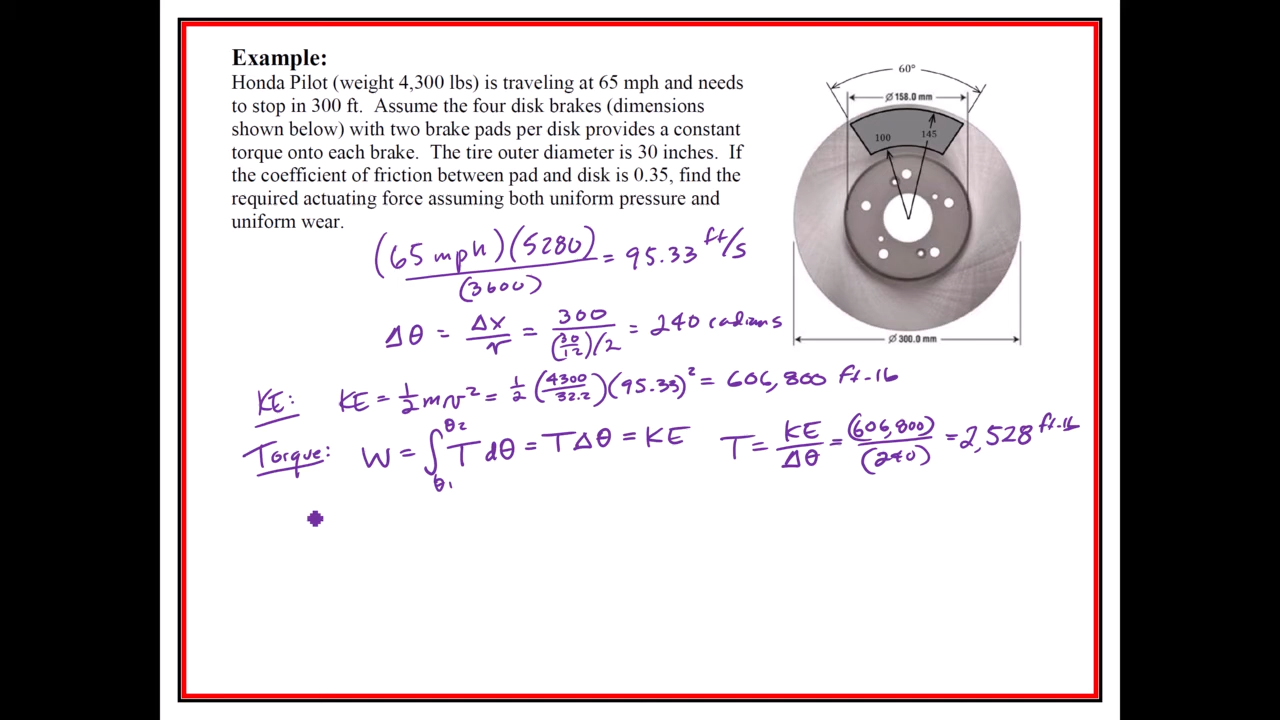 Example:
Honda Pilot (weight 4,300 lbs) is traveling at 65 mph and needs
to stop in 300 ft. Assume the four disk brakes (dimensions
shown below) with two brake pads per disk provides a constant
torque onto each brake. The tire outer diameter is 30 inches. If
the coefficient of friction between pad and disk is 0.35, find the
required actuating force assuming both uniform pressure and
uniform wear.
60°
Ø158.0 mm
100
145
Ø 300.0 mm
(65 mph)(5280) / (3600) = 95.33 ft/s
Δθ = Δx / r = 300 / (30/12)/2 = 240 radians
KE: KE = 1/2 mv² = 1/2 (4300/32.2)(95.33)² = 606,800 ft-lb
Torque: W = ∫θ₁^θ₂ T dθ = TΔθ = KE T = KE/Δθ = (606,800)/(240) = 2,528 ft-lb